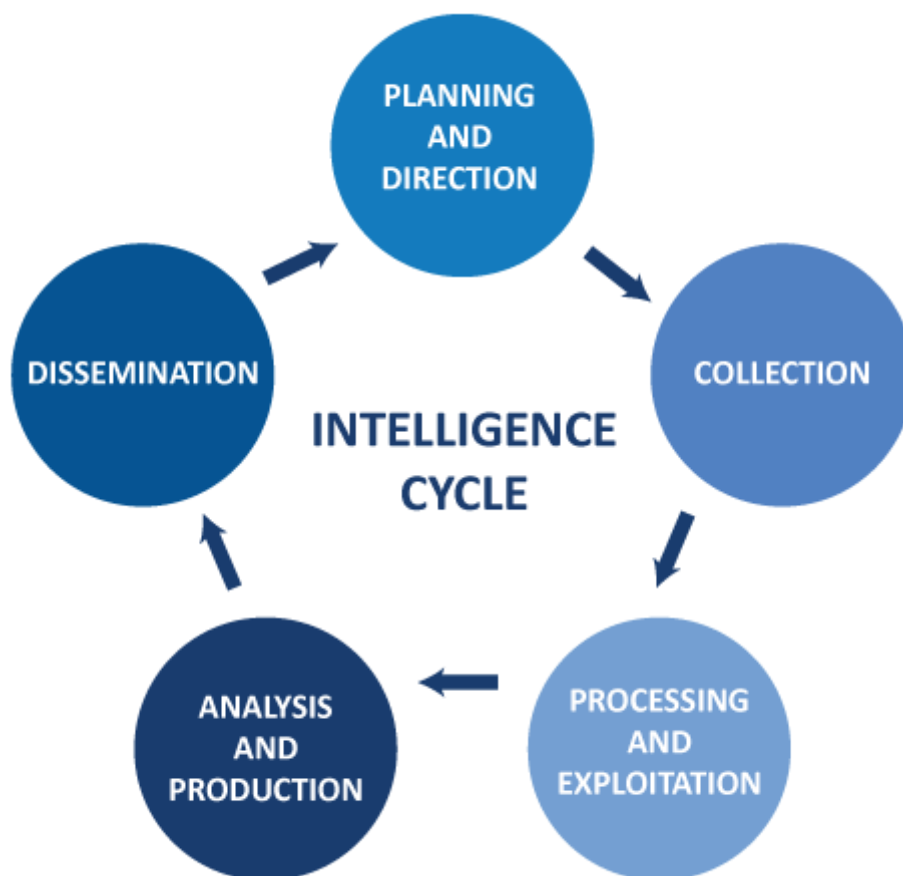 PLANNING
AND
DIRECTION
COLLECTION
PROCESSING
AND
EXPLOITATION
ANALYSIS
AND
PRODUCTION
DISSEMINATION
INTELLIGENCE
CYCLE